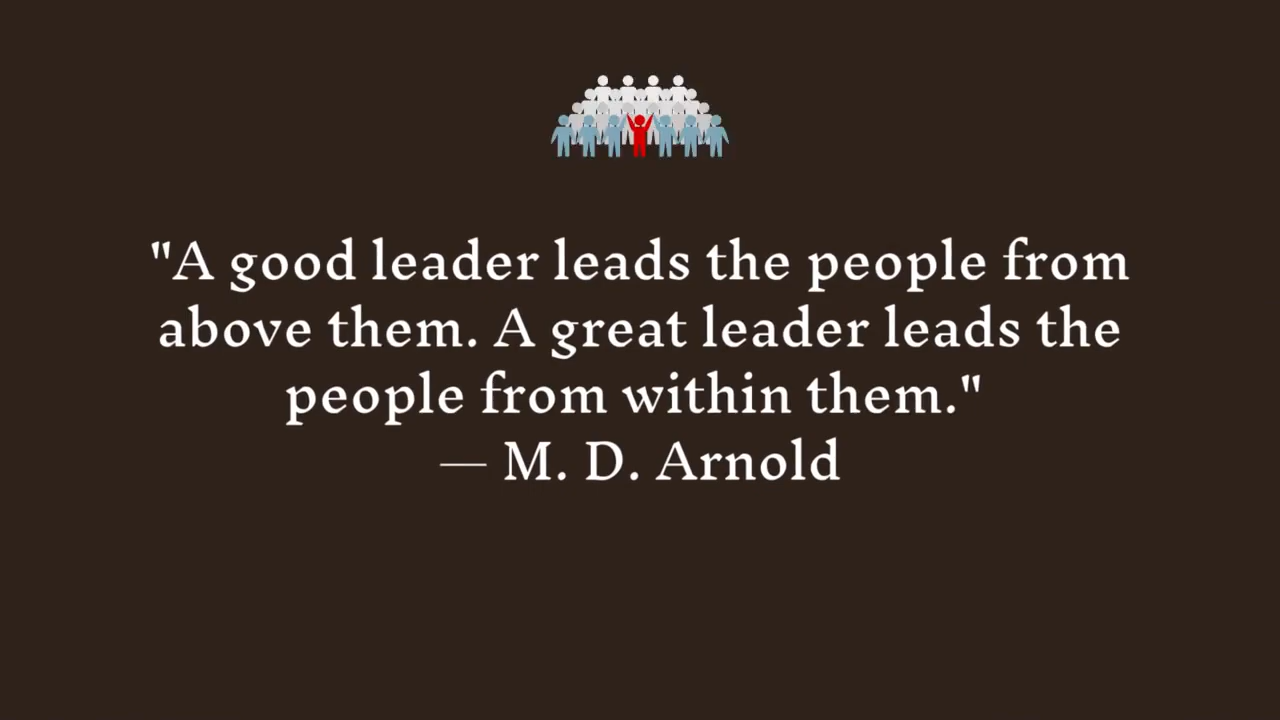 "A good leader leads the people from
above them. A great leader leads the
people from within them."
— M. D. Arnold